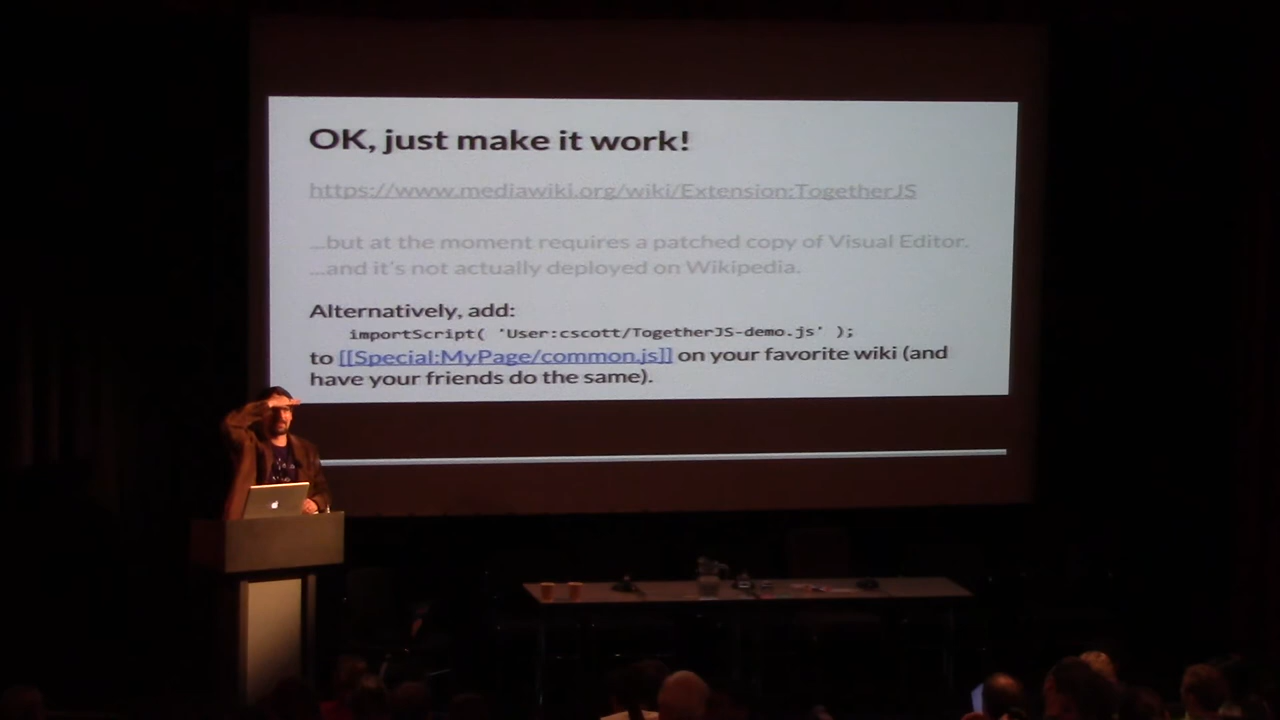 OK, just make it work!
https://www.mediawiki.org/wiki/Extension:TogetherJS
...but at the moment requires a patched copy of Visual Editor.
...and it's not actually deployed on Wikipedia.
Alternatively, add:
importScript( 'User:cscott/TogetherJS-demo.js' );
to [[Special:MyPage/common.js]] on your favorite wiki (and
have your friends do the same).